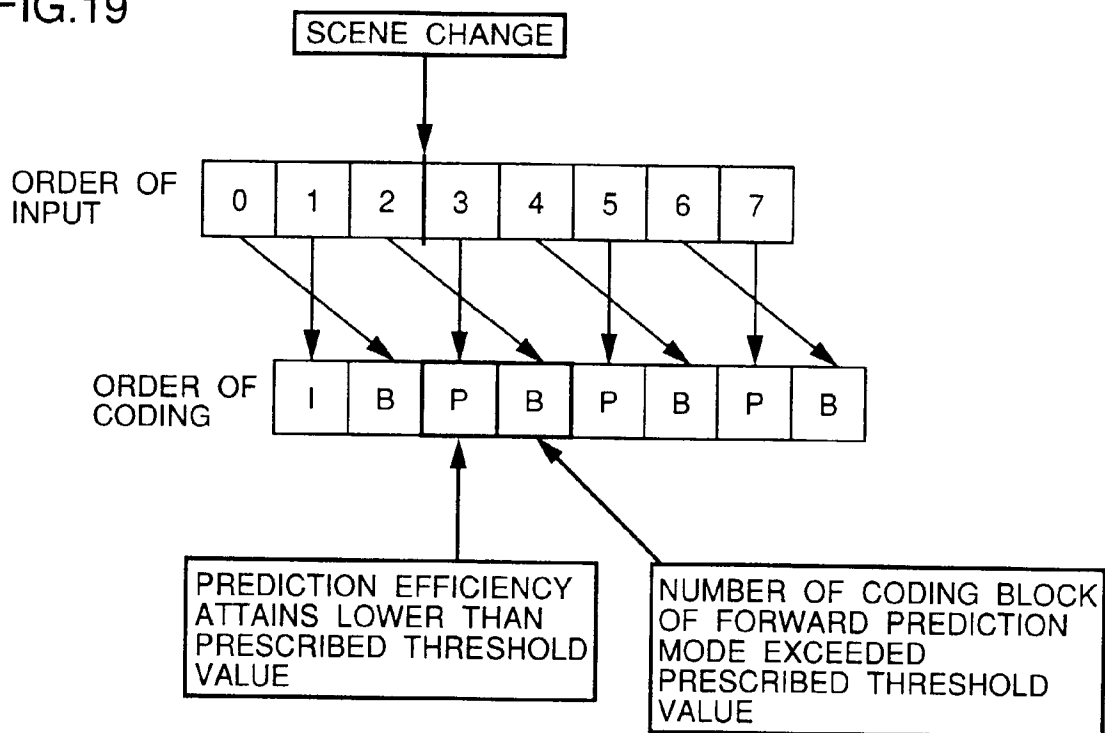 FIG.19
SCENE CHANGE
ORDER OF
INPUT
0 1 2 3 4 5 6 7
ORDER OF
CODING
I B P B P B P B
PREDICTION EFFICIENCY
ATTAINS LOWER THAN
PRESCRIBED THRESHOLD
VALUE
NUMBER OF CODING BLOCK
OF FORWARD PREDICTION
MODE EXCEEDED
PRESCRIBED THRESHOLD
VALUE